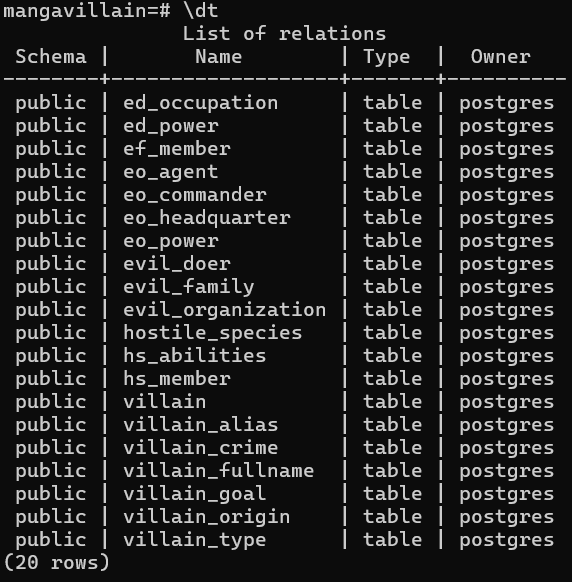 mangavillain=# \dt
               List of relations
 Schema |       Name        | Type  |  Owner
--------+-------------------+-------+----------
 public | ed_occupation     | table | postgres
 public | ed_power          | table | postgres
 public | ef_member         | table | postgres
 public | eo_agent          | table | postgres
 public | eo_commander      | table | postgres
 public | eo_headquarter    | table | postgres
 public | eo_power          | table | postgres
 public | evil_doer         | table | postgres
 public | evil_family       | table | postgres
 public | evil_organization | table | postgres
 public | hostile_species   | table | postgres
 public | hs_abilities      | table | postgres
 public | hs_member         | table | postgres
 public | villain           | table | postgres
 public | villain_alias     | table | postgres
 public | villain_crime     | table | postgres
 public | villain_fullname  | table | postgres
 public | villain_goal      | table | postgres
 public | villain_origin    | table | postgres
 public | villain_type      | table | postgres
(20 rows)